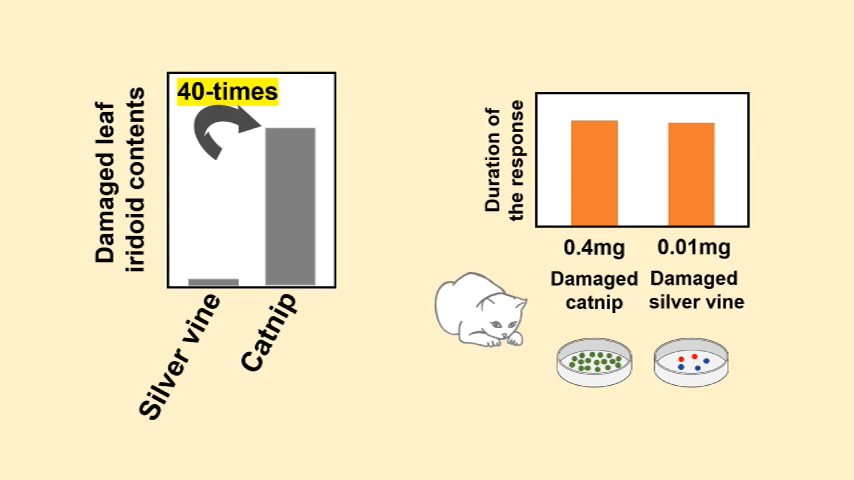 40-times
Damaged leaf
iridoid contents
Silver vine
Catnip
Duration of
the response
0.4mg
0.01mg
Damaged
catnip
Damaged
silver vine